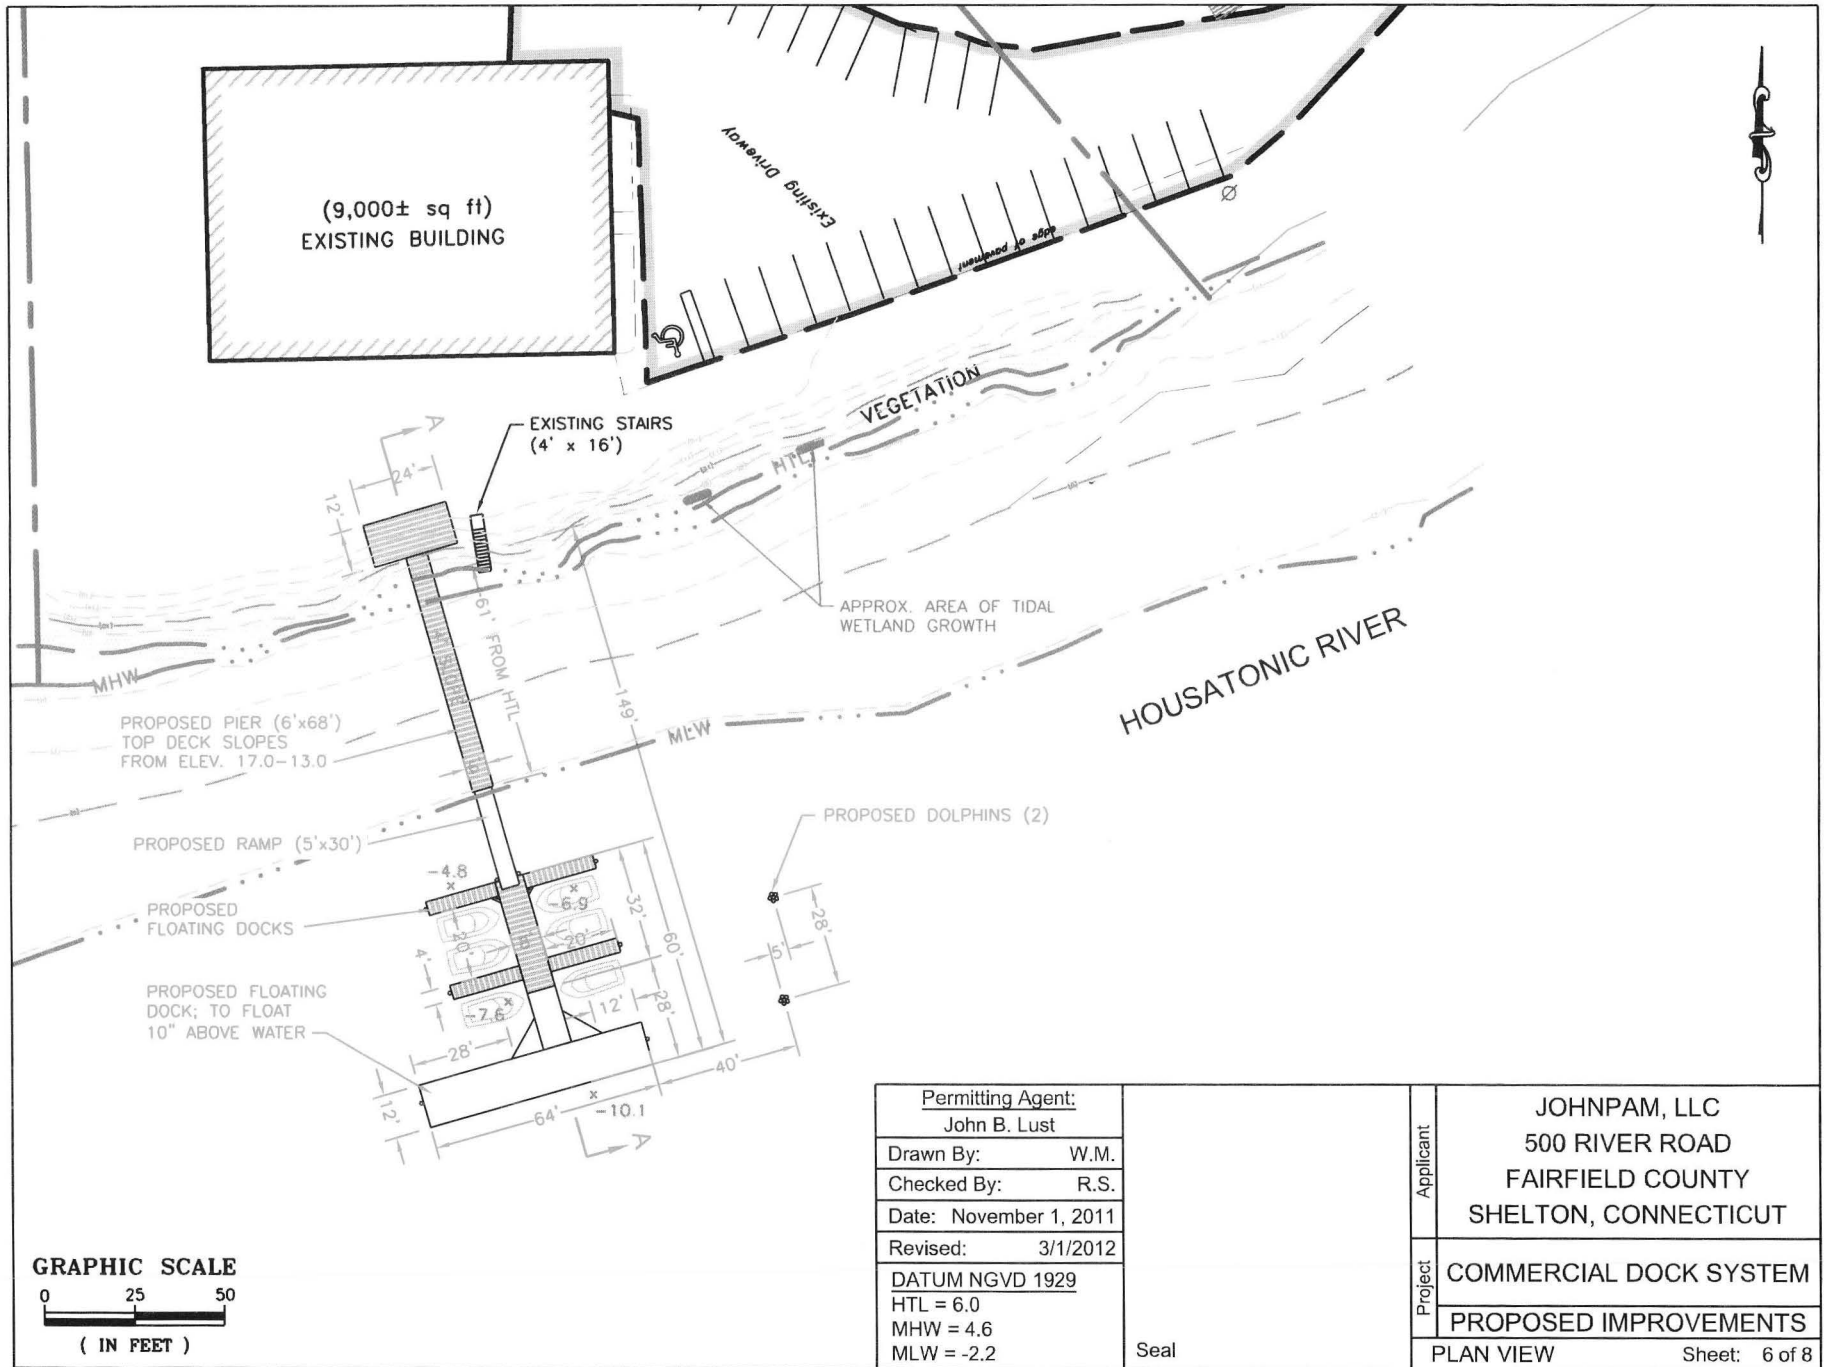 (9,000± sq ft)
EXISTING BUILDING
Existing Driveway
edge of pavement
EXISTING STAIRS
(4' x 16')
VEGETATION
HTL
A
24'
12'
APPROX. AREA OF TIDAL
WETLAND GROWTH
HOUSATONIC RIVER
MHW
61' FROM HTL
149'
MLW
PROPOSED PIER (6'x68')
TOP DECK SLOPES
FROM ELEV. 17.0-13.0
PROPOSED RAMP (5'x30')
PROPOSED DOLPHINS (2)
-4.8
-6.9
PROPOSED
FLOATING DOCKS
20'
20'
8'
4'
32'
60'
28'
5'
28'
12'
-7.6
PROPOSED FLOATING
DOCK; TO FLOAT
10" ABOVE WATER
28'
40'
12'
64'
-10.1
A
GRAPHIC SCALE
0 25 50
( IN FEET )
Permitting Agent:
John B. Lust
Drawn By: W.M.
Checked By: R.S.
Date: November 1, 2011
Revised: 3/1/2012
DATUM NGVD 1929
HTL = 6.0
MHW = 4.6
MLW = -2.2
Seal
Applicant
JOHNPAM, LLC
500 RIVER ROAD
FAIRFIELD COUNTY
SHELTON, CONNECTICUT
Project
COMMERCIAL DOCK SYSTEM
PROPOSED IMPROVEMENTS
PLAN VIEW Sheet: 6 of 8